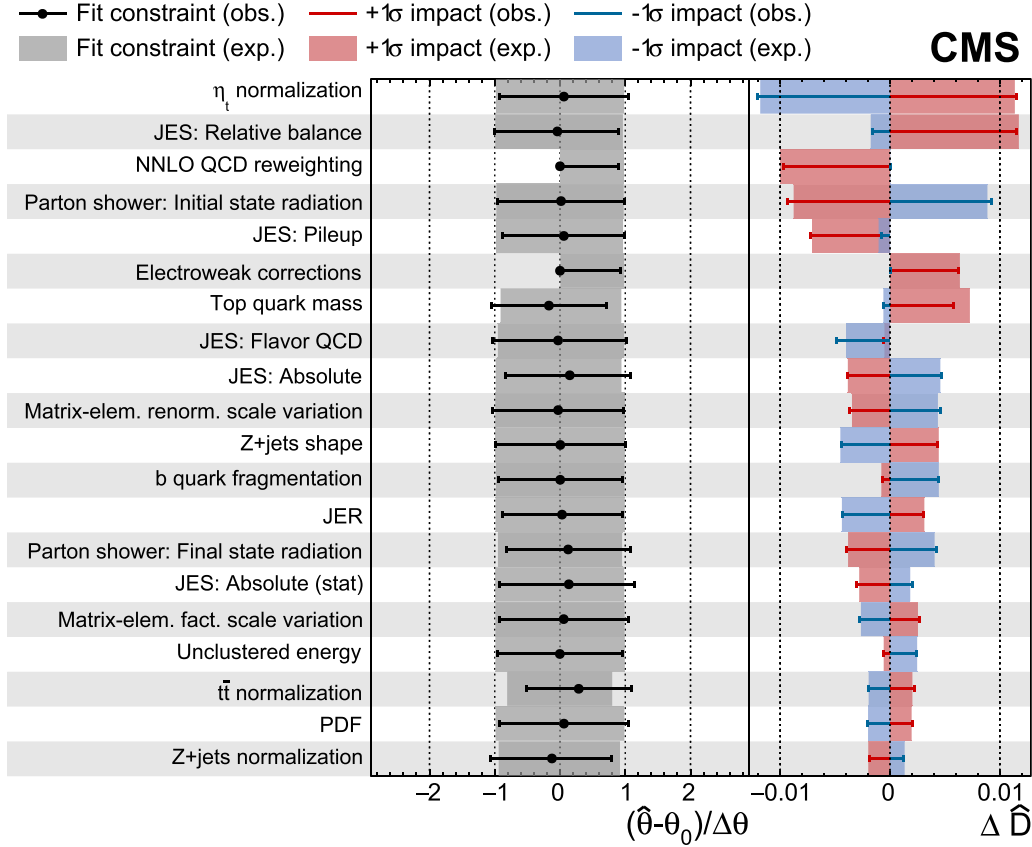 Fit constraint (obs.) +1σ impact (obs.) -1σ impact (obs.)
Fit constraint (exp.) +1σ impact (exp.) -1σ impact (exp.)
CMS
η_t normalization
JES: Relative balance
NNLO QCD reweighting
Parton shower: Initial state radiation
JES: Pileup
Electroweak corrections
Top quark mass
JES: Flavor QCD
JES: Absolute
Matrix-elem. renorm. scale variation
Z+jets shape
b quark fragmentation
JER
Parton shower: Final state radiation
JES: Absolute (stat)
Matrix-elem. fact. scale variation
Unclustered energy
tt̄ normalization
PDF
Z+jets normalization
−2 −1 0 1 2 −0.01 0 0.01
(θ̂-θ₀)/Δθ Δ D̂